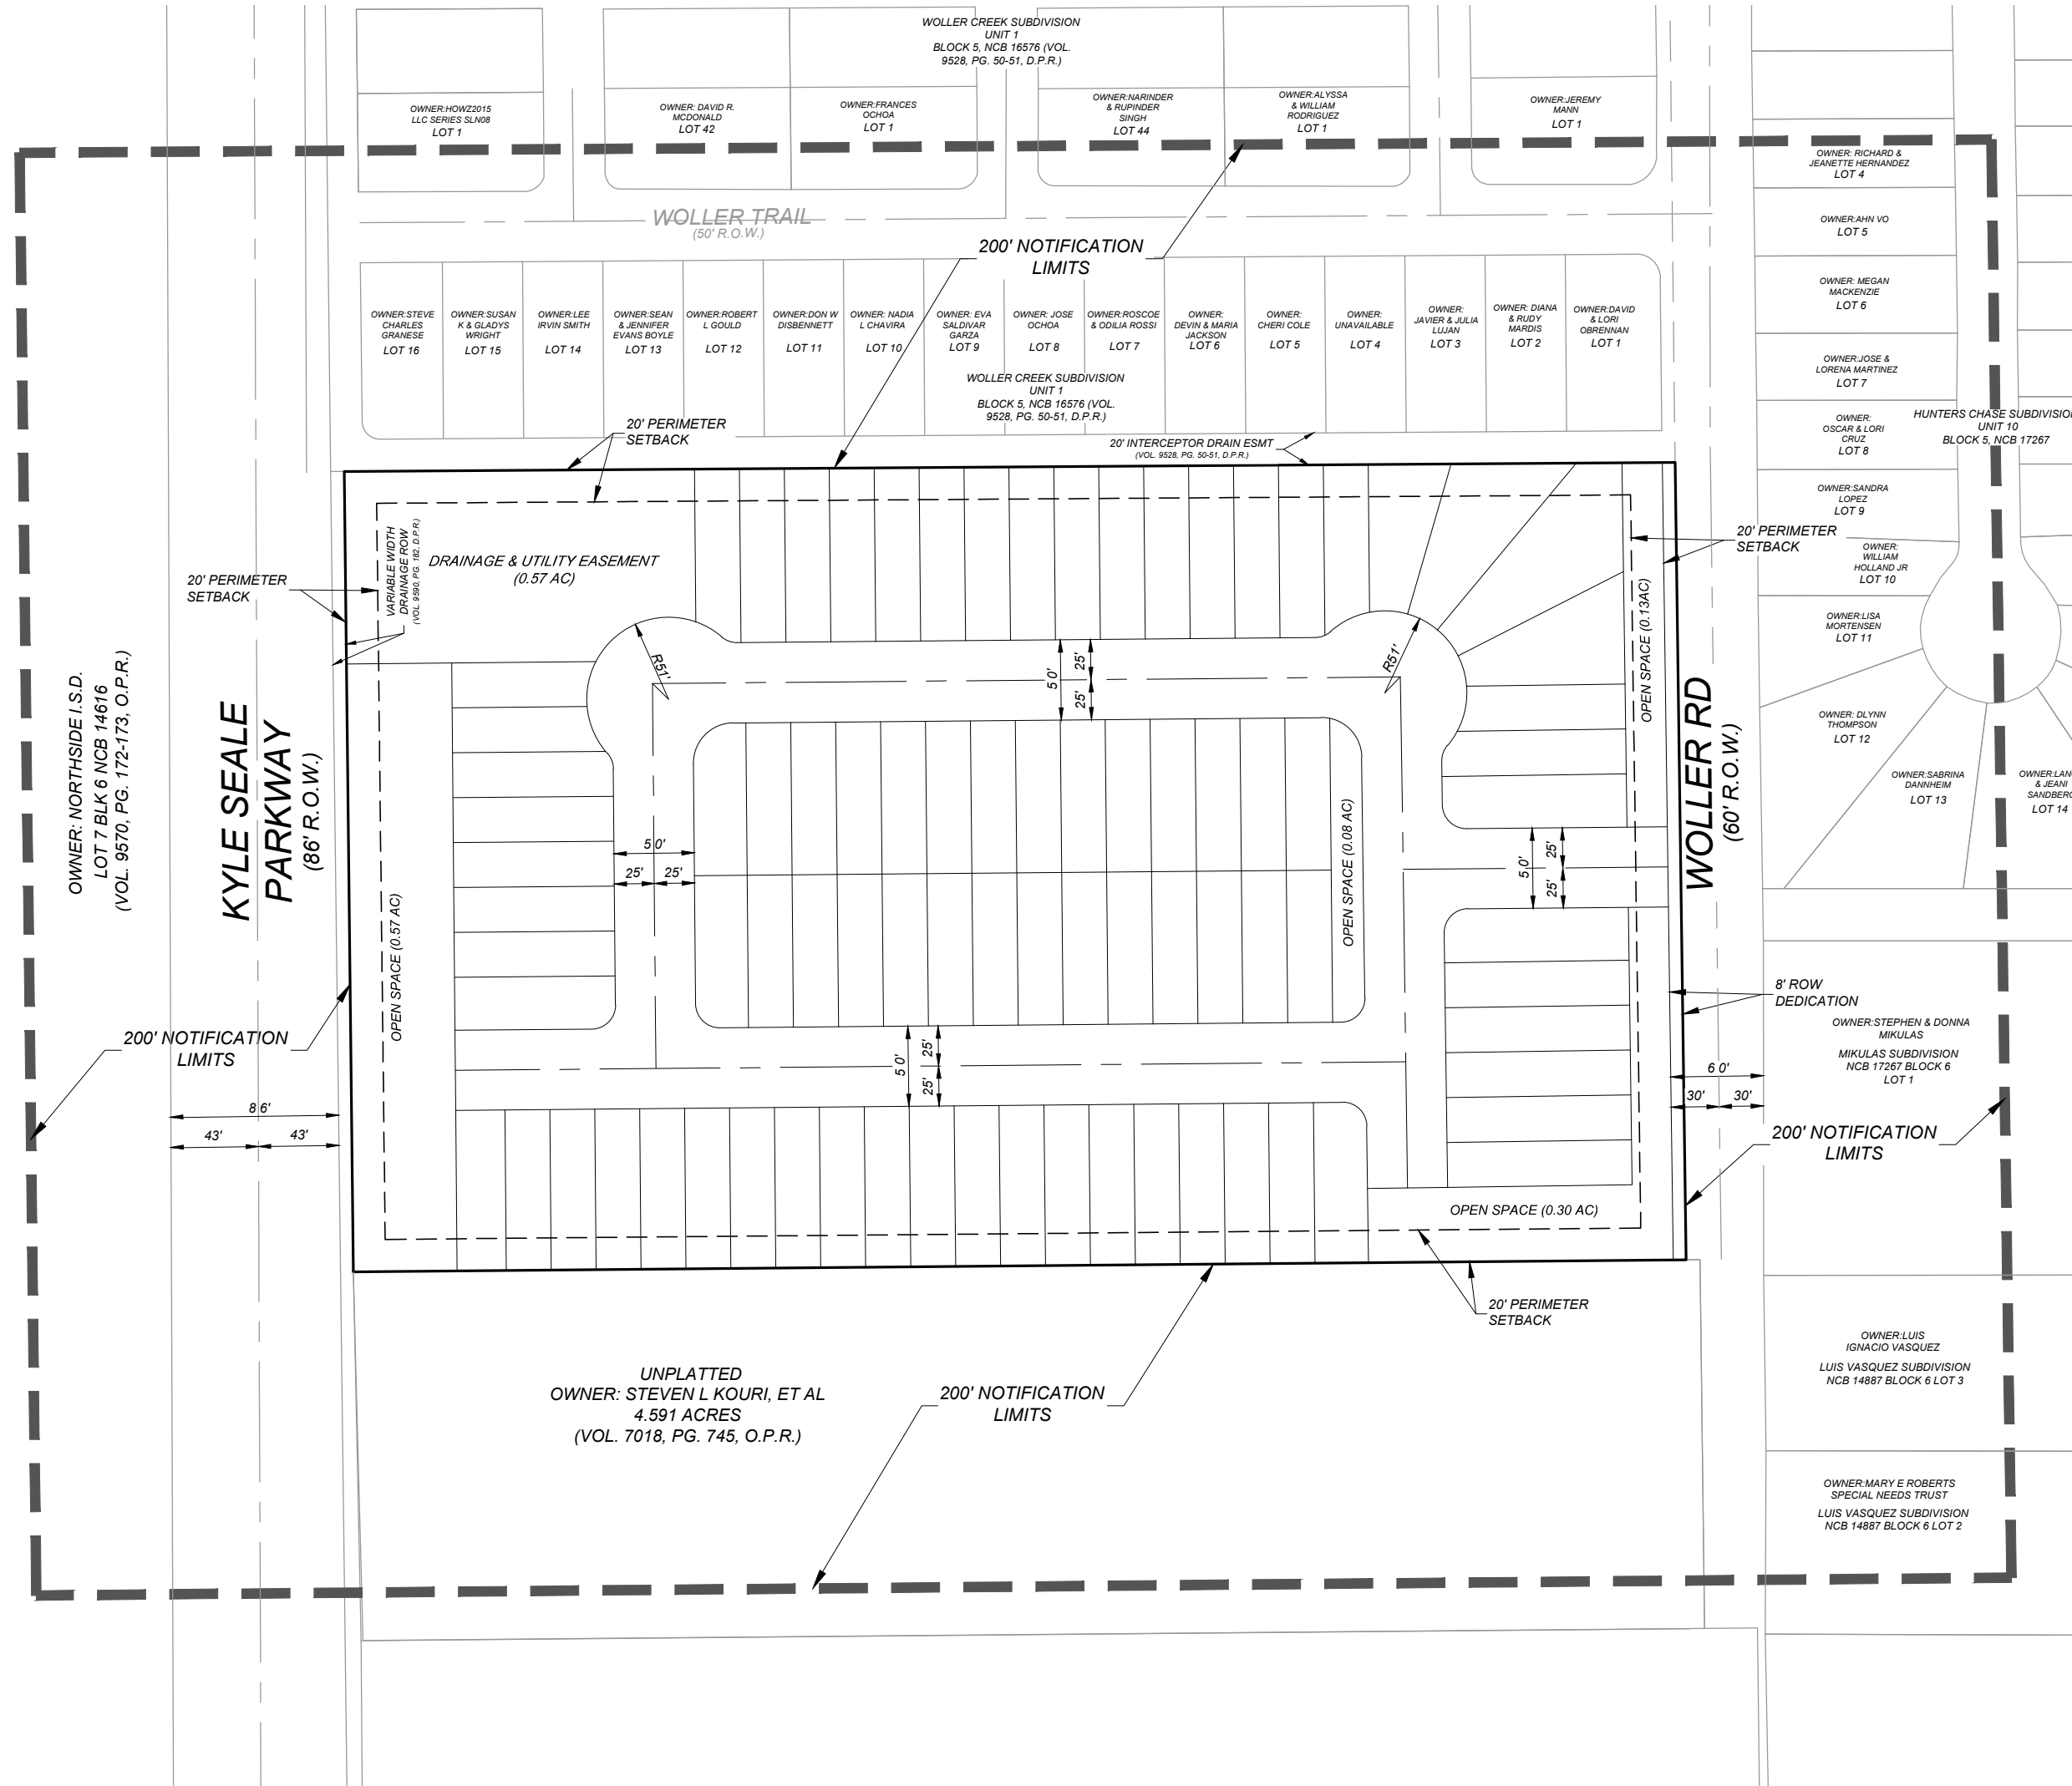 WOLLER CREEK SUBDIVISION
UNIT 1
BLOCK 5, NCB 16576 (VOL.
9528, PG. 50-51, D.P.R.)
OWNER:HOWZ2015
LLC SERIES SLN08
LOT 1
OWNER: DAVID R.
MCDONALD
LOT 42
OWNER:FRANCES
OCHOA
LOT 1
OWNER:NARINDER
& RUPINDER
SINGH
LOT 44
OWNER:ALYSSA
& WILLIAM
RODRIGUEZ
LOT 1
OWNER:JEREMY
MANN
LOT 1
OWNER: RICHARD &
JEANETTE HERNANDEZ
LOT 4
OWNER:AHN VO
LOT 5
OWNER: MEGAN
MACKENZIE
LOT 6
OWNER:JOSE &
LORENA MARTINEZ
LOT 7
OWNER:
OSCAR & LORI
CRUZ
LOT 8
HUNTERS CHASE SUBDIVISION
UNIT 10
BLOCK 5, NCB 17267
OWNER:SANDRA
LOPEZ
LOT 9
OWNER:
WILLIAM
HOLLAND JR
LOT 10
OWNER:LISA
MORTENSEN
LOT 11
OWNER: DLYNN
THOMPSON
LOT 12
OWNER:SABRINA
DANNHEIM
LOT 13
& JEANI
LOT 14
WOLLER TRAIL
(50' R.O.W.)
200' NOTIFICATION
LIMITS
OWNER:STEVE
CHARLES
GRANESE
LOT 16
OWNER:SUSAN
K & GLADYS
WRIGHT
LOT 15
OWNER:LEE
IRVIN SMITH
LOT 14
OWNER:SEAN
& JENNIFER
EVANS BOYLE
LOT 13
OWNER:ROBERT
L GOULD
LOT 12
OWNER:DON W
DISBENNETT
LOT 11
OWNER: NADIA
L CHAVIRA
LOT 10
OWNER: EVA
SALDIVAR
GARZA
LOT 9
OWNER: JOSE
OCHOA
LOT 8
OWNER:ROSCOE
& ODILIA ROSSI
LOT 7
OWNER:
DEVIN & MARIA
JACKSON
LOT 6
OWNER:
CHERI COLE
LOT 5
OWNER:
UNAVAILABLE
LOT 4
OWNER:
JAVIER & JULIA
LUJAN
LOT 3
OWNER: DIANA
& RUDY
MARDIS
LOT 2
OWNER:DAVID
& LORI
OBRENNAN
LOT 1
WOLLER CREEK SUBDIVISION
UNIT 1
BLOCK 5, NCB 16576 (VOL.
9528, PG. 50-51, D.P.R.)
20' PERIMETER
SETBACK
20' INTERCEPTOR DRAIN ESMT
(VOL. 9528, PG. 50-51, D.P.R.)
20' PERIMETER
SETBACK
VARIABLE WIDTH
DRAINAGE ROW
(VOL. 9590, PG. 182, D.P.R.)
DRAINAGE & UTILITY EASEMENT
(0.57 AC)
20' PERIMETER
SETBACK
OPEN SPACE (0.13AC)
R51'
R51'
50'
25'
25'
OWNER: NORTHSIDE I.S.D.
LOT 7 BLK 6 NCB 14616
(VOL. 9570, PG. 172-173, O.P.R.)
KYLE SEALE
PARKWAY
(86' R.O.W.)
WOLLER RD
(60' R.O.W.)
50'
25'
25'
OPEN SPACE (0.08 AC)
50'
25'
25'
OPEN SPACE (0.57 AC)
50'
25'
25'
200' NOTIFICATION
LIMITS
86'
43'
43'
8' ROW
DEDICATION
OWNER:STEPHEN & DONNA
MIKULAS
MIKULAS SUBDIVISION
NCB 17267 BLOCK 6
LOT 1
60'
30'
30'
200' NOTIFICATION
LIMITS
OPEN SPACE (0.30 AC)
20' PERIMETER
SETBACK
UNPLATTED
OWNER: STEVEN L KOURI, ET AL
4.591 ACRES
(VOL. 7018, PG. 745, O.P.R.)
200' NOTIFICATION
LIMITS
OWNER:LUIS
IGNACIO VASQUEZ
LUIS VASQUEZ SUBDIVISION
NCB 14887 BLOCK 6 LOT 3
OWNER:MARY E ROBERTS
SPECIAL NEEDS TRUST
LUIS VASQUEZ SUBDIVISION
NCB 14887 BLOCK 6 LOT 2